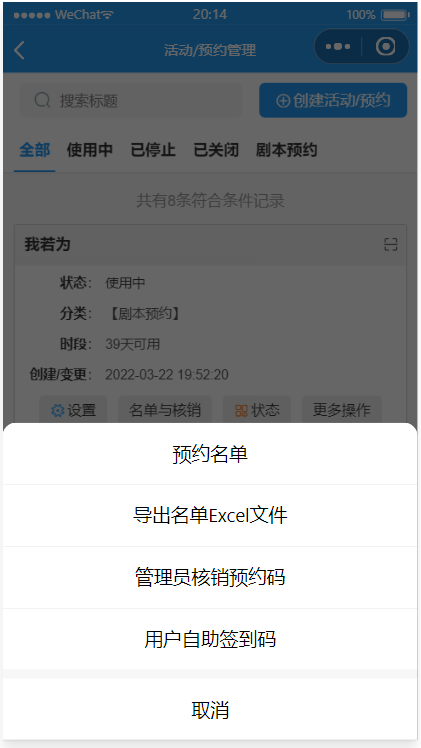 WeChat 20:14 100%
活动/预约管理
搜索标题 创建活动/预约
全部 使用中 已停止 已关闭 剧本预约
共有8条符合条件记录
我若为
状态： 使用中
分类： 【剧本预约】
时段： 39天可用
创建/变更： 2022-03-22 19:52:20
设置 名单与核销 状态 更多操作
预约名单
导出名单Excel文件
管理员核销预约码
用户自助签到码
取消